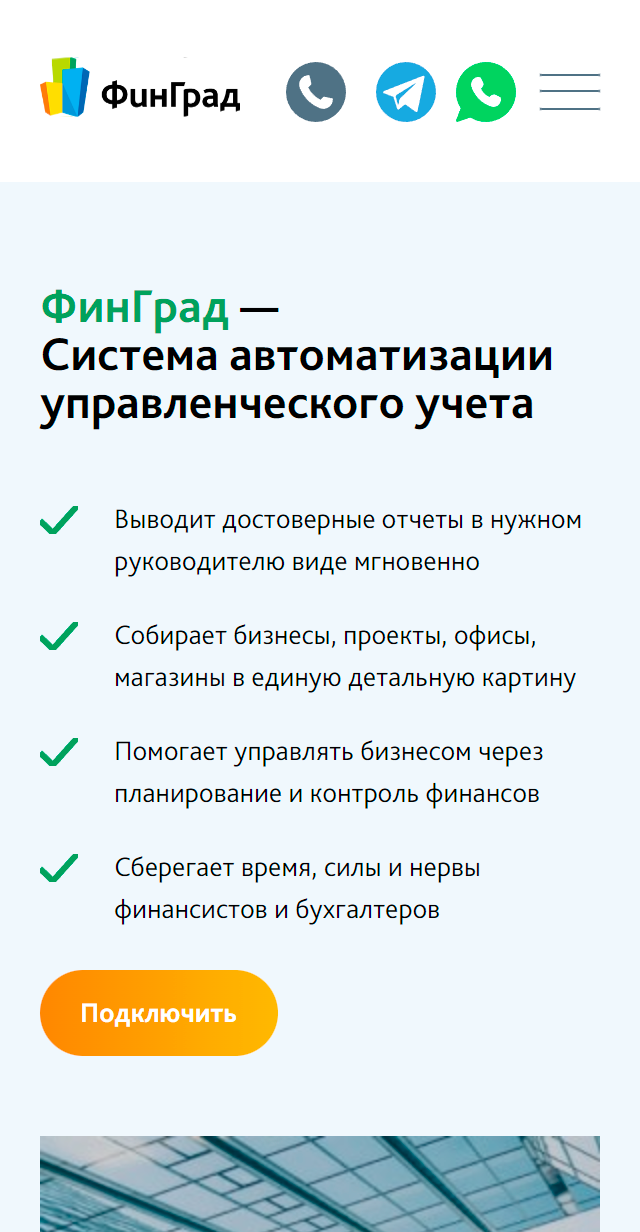 ФинГрад
ФинГрад —
Система автоматизации
управленческого учета
Выводит достоверные отчеты в нужном
руководителю виде мгновенно
Собирает бизнесы, проекты, офисы,
магазины в единую детальную картину
Помогает управлять бизнесом через
планирование и контроль финансов
Сберегает время, силы и нервы
финансистов и бухгалтеров
Подключить